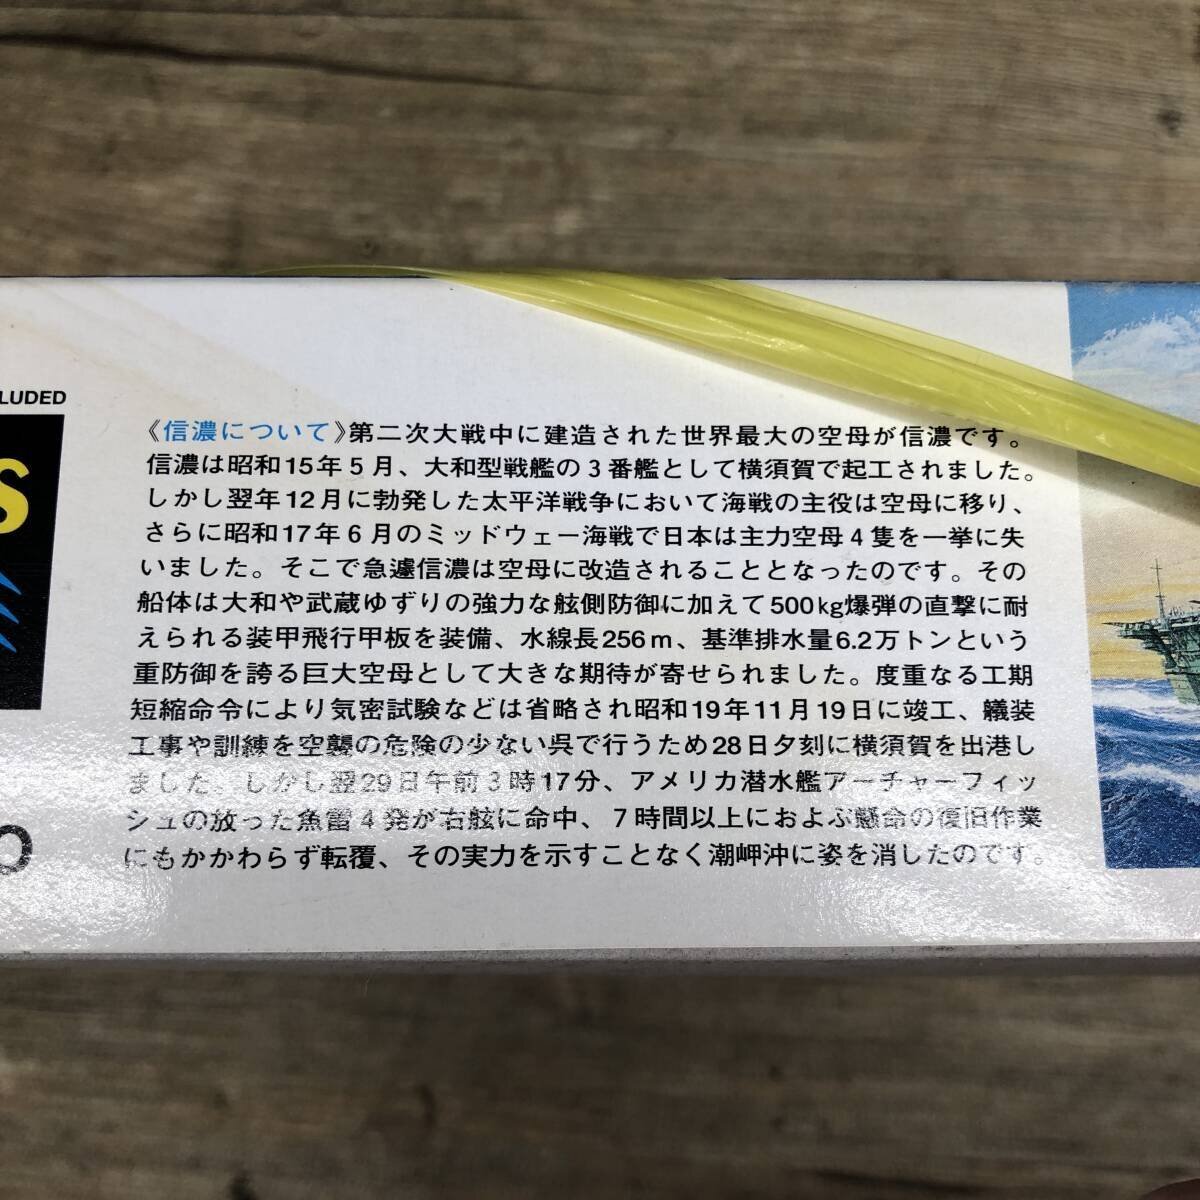 LUDED
S
O
《信濃について》第二次大戦中に建造された世界最大の空母が信濃です。
信濃は昭和15年5月、大和型戦艦の3番艦として横須賀で起工されました。
しかし翌年12月に勃発した太平洋戦争において海戦の主役は空母に移り、
さらに昭和17年6月のミッドウェー海戦で日本は主力空母4隻を一挙に失
いました。そこで急遽信濃は空母に改造されることとなったのです。その
船体は大和や武蔵ゆずりの強力な舷側防御に加えて500kg爆弾の直撃に耐
えられる装甲飛行甲板を装備、水線長256m、基準排水量6.2万トンという
重防御を誇る巨大空母として大きな期待が寄せられました。度重なる工期
短縮命令により気密試験などは省略され昭和19年11月19日に竣工、艤装
工事や訓練を空襲の危険の少ない呉で行うため28日夕刻に横須賀を出港し
ました。しかし翌29日午前3時17分、アメリカ潜水艦アーチャーフィッ
シュの放った魚雷4発が右舷に命中、7時間以上におよぶ懸命の復旧作業
にもかかわらず転覆、その実力を示すことなく潮岬沖に姿を消したのです。